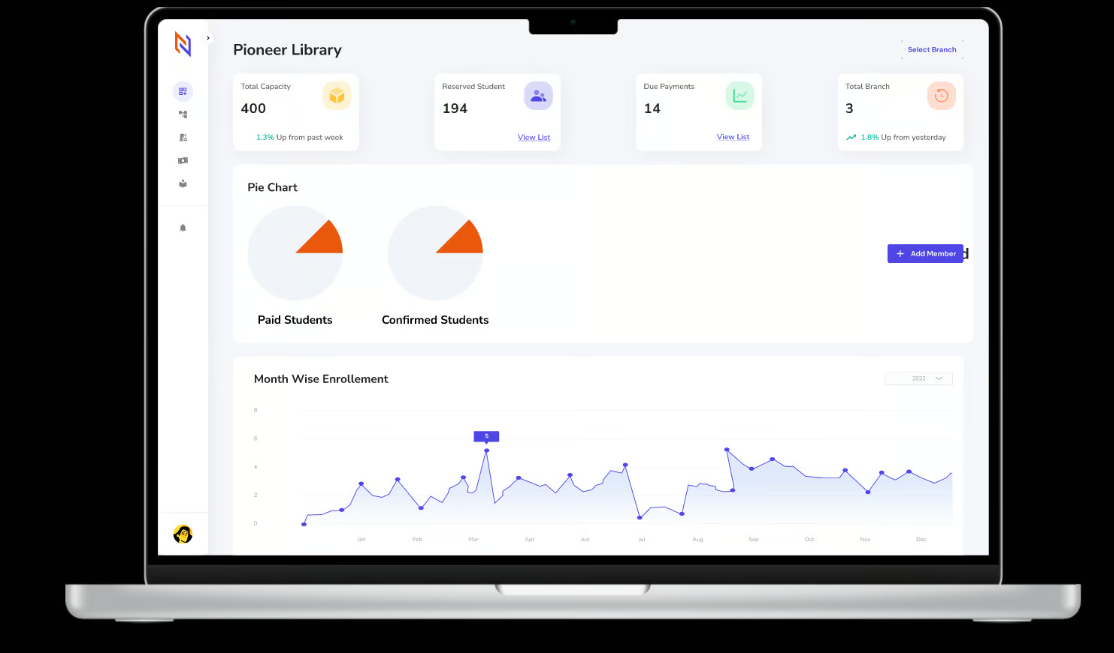 Pioneer Library
Select Branch
Total Capacity
400
1.3% Up from past week
Reserved Student
194
View List
Due Payments
14
View List
Total Branch
3
1.8% Up from yesterday
Pie Chart
Paid Students
Confirmed Students
+ Add Member
Month Wise Enrollement
2022
8
6
4
2
0
5
Jan
Feb
Mar
Apr
Jun
Jul
Aug
Sep
Oct
Nov
Dec